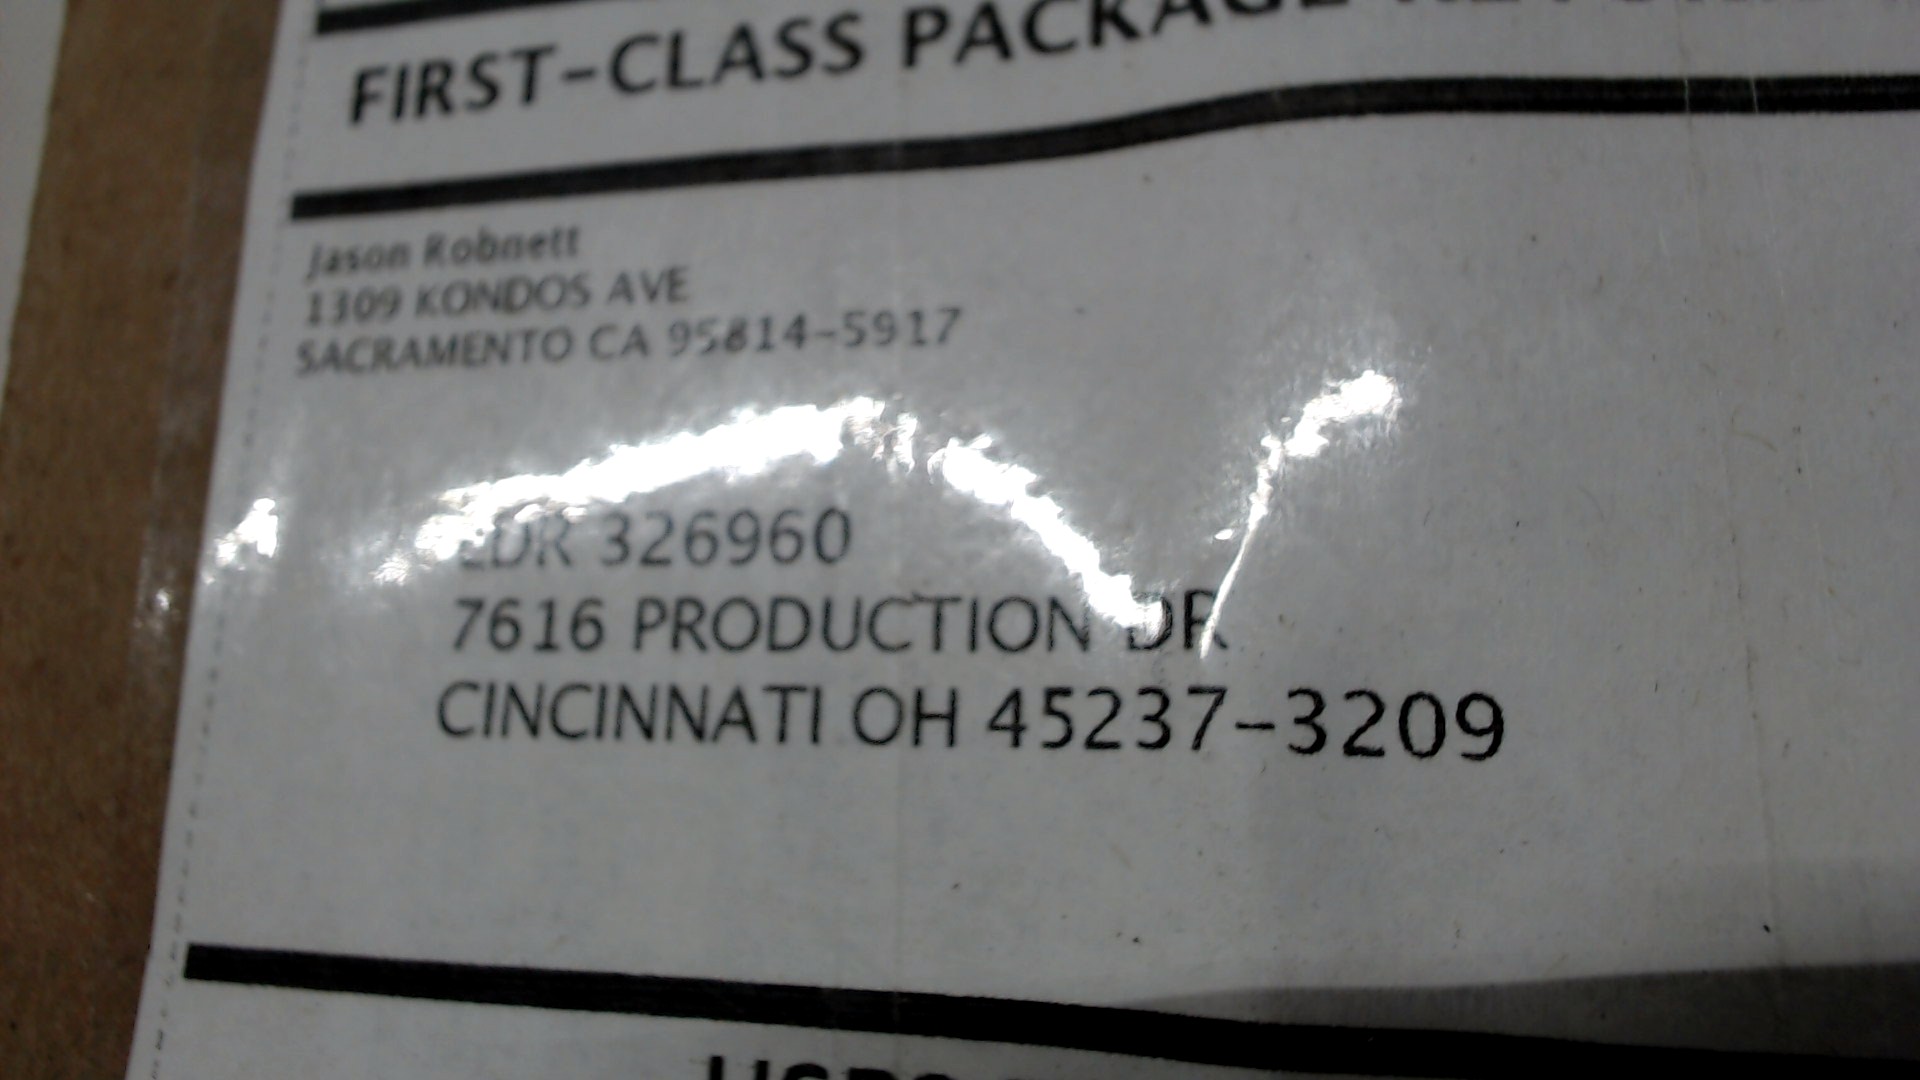 FIRST-CLASS PACKAGE
Jason Robnett
1309 KONDOS AVE
SACRAMENTO CA 95814-5917
326960
7616 PRODUCTION DR
CINCINNATI OH 45237-3209